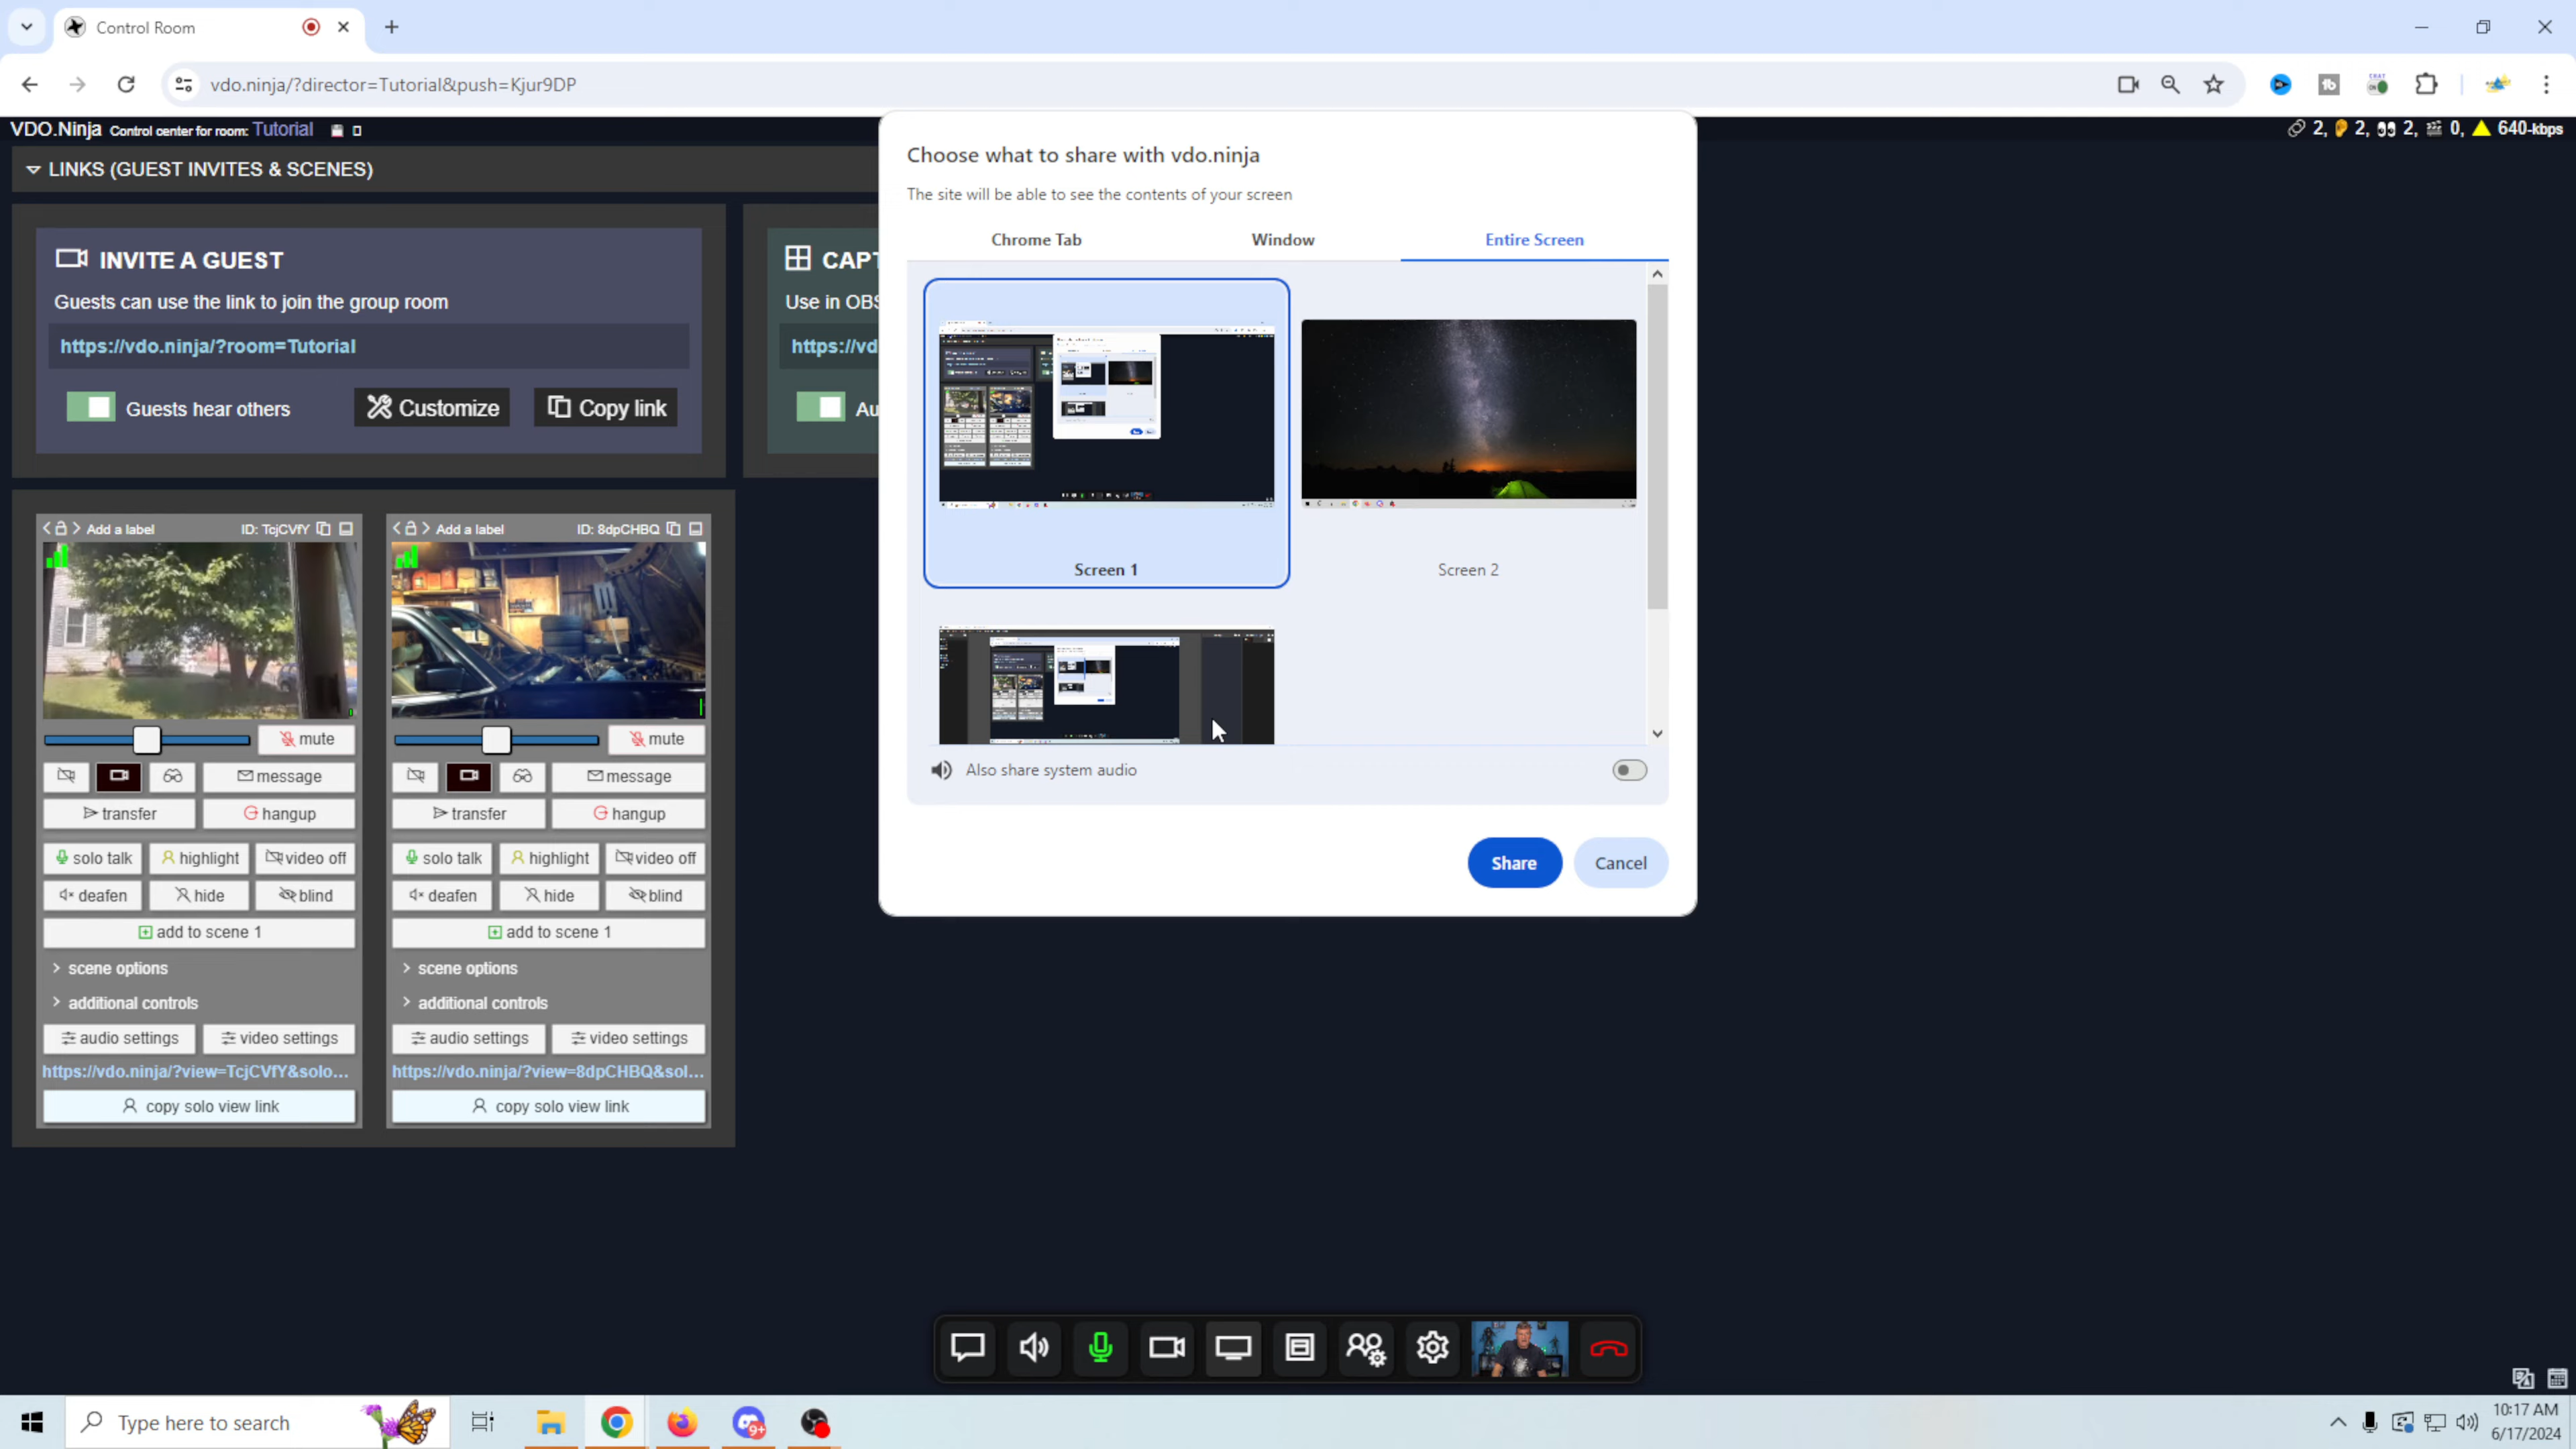 Control Room
vdo.ninja/?director=Tutorial&push=Kjur9DP
VDO.Ninja Control center for room: Tutorial
2, 2, 2, 0, 640-kbps
LINKS (GUEST INVITES & SCENES)
INVITE A GUEST
Guests can use the link to join the group room
https://vdo.ninja/?room=Tutorial
Guests hear others
Customize
Copy link
CAPT
Use in OBS
https://vd
Au
Choose what to share with vdo.ninja
The site will be able to see the contents of your screen
Chrome Tab
Window
Entire Screen
Screen 1
Screen 2
Also share system audio
Share
Cancel
Add a label
ID: TcjCVfY
mute
message
transfer
hangup
solo talk
highlight
video off
deafen
hide
blind
add to scene 1
scene options
additional controls
audio settings
video settings
https://vdo.ninja/?view=TcjCVfY&solo...
copy solo view link
Add a label
ID: 8dpCHBQ
mute
message
transfer
hangup
solo talk
highlight
video off
deafen
hide
blind
add to scene 1
scene options
additional controls
audio settings
video settings
https://vdo.ninja/?view=8dpCHBQ&sol...
copy solo view link
Type here to search
9+
10:17 AM
6/17/2024